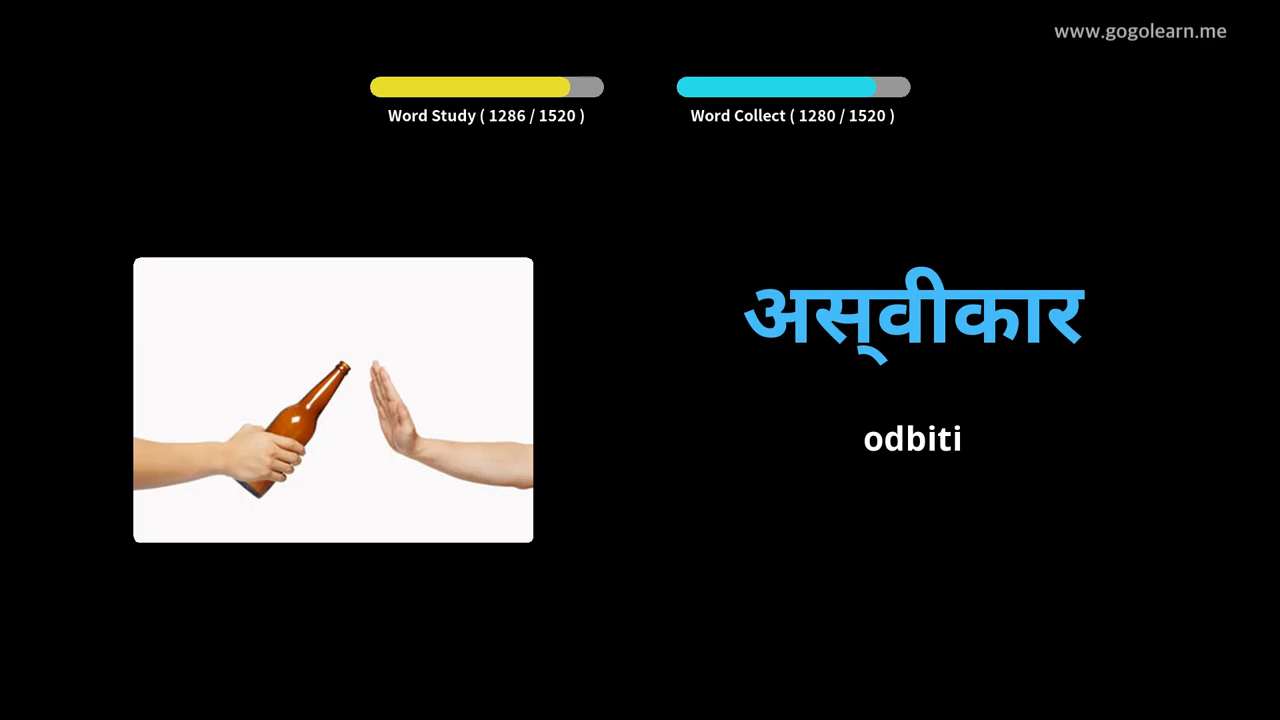 www.gogolearn.me
Word Study ( 1286 / 1520 )
Word Collect ( 1280 / 1520 )
अस्‌वीकार
odbiti